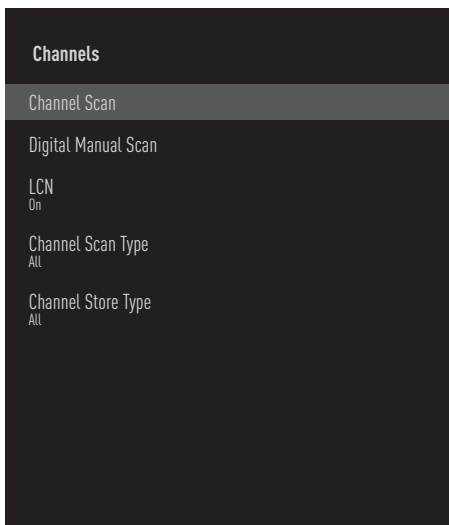 Channels
Channel Scan
Digital Manual Scan
LCN
On
Channel Scan Type
All
Channel Store Type
All